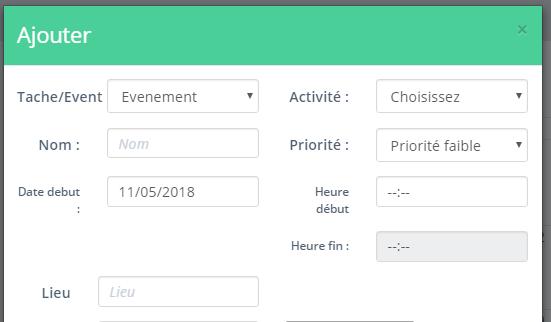 Ajouter ×
Tache/Event Evenement Activité : Choisissez
Nom : Nom Priorité : Priorité faible
Date debut : 11/05/2018 Heure début --:--
Heure fin : --:--
Lieu Lieu